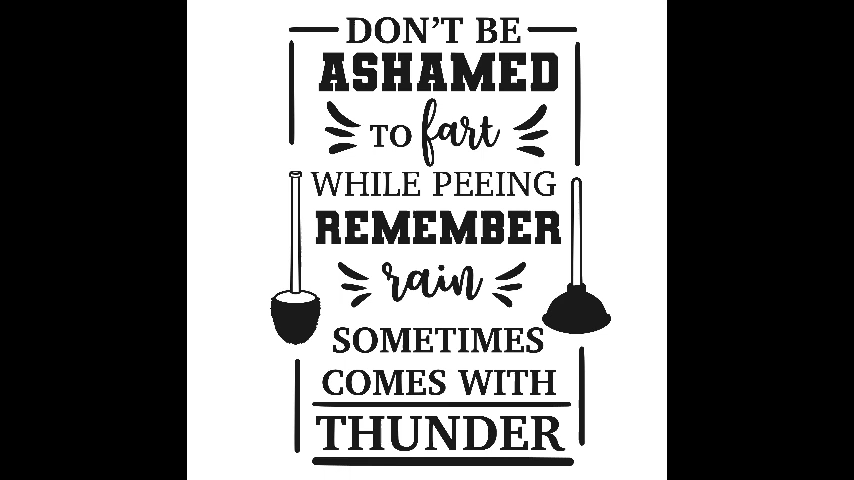 DON'T BE
ASHAMED
TO fart
WHILE PEEING
REMEMBER
rain
SOMETIMES
COMES WITH
THUNDER